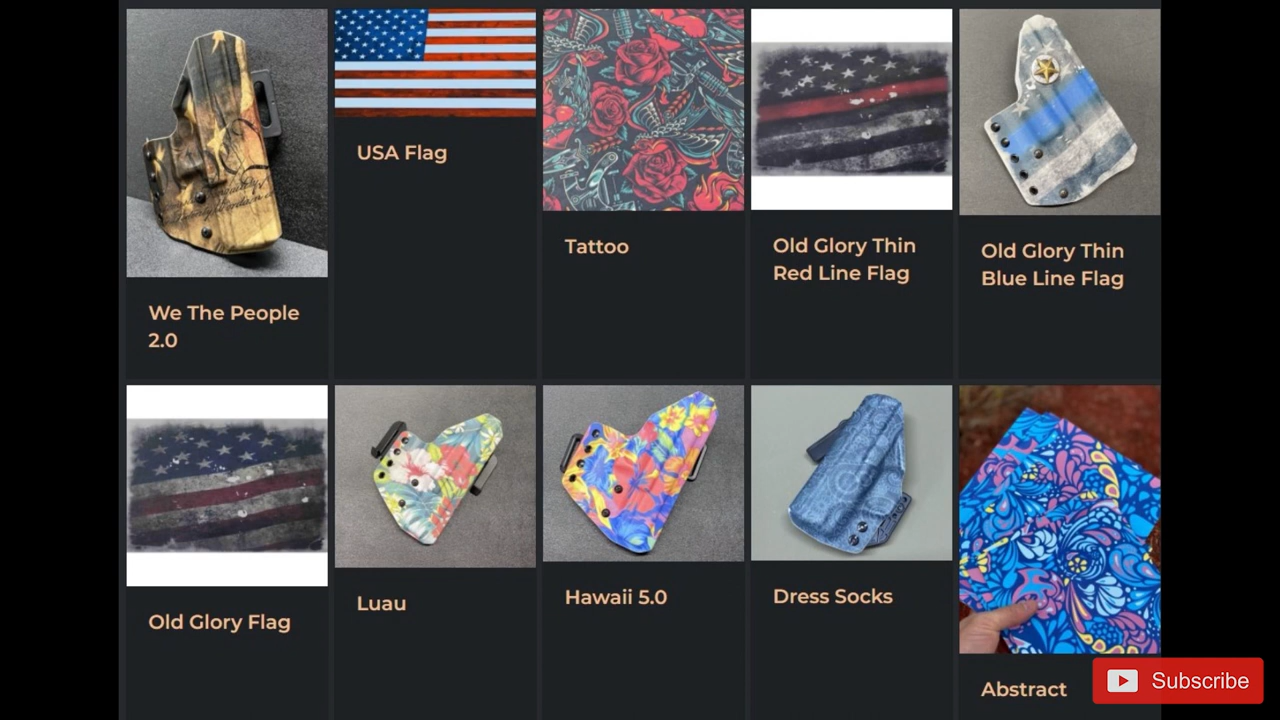 We The People
2.0
USA Flag
Tattoo
Old Glory Thin
Red Line Flag
Old Glory Thin
Blue Line Flag
Old Glory Flag
Luau
Hawaii 5.0
Dress Socks
Abstract
Subscribe